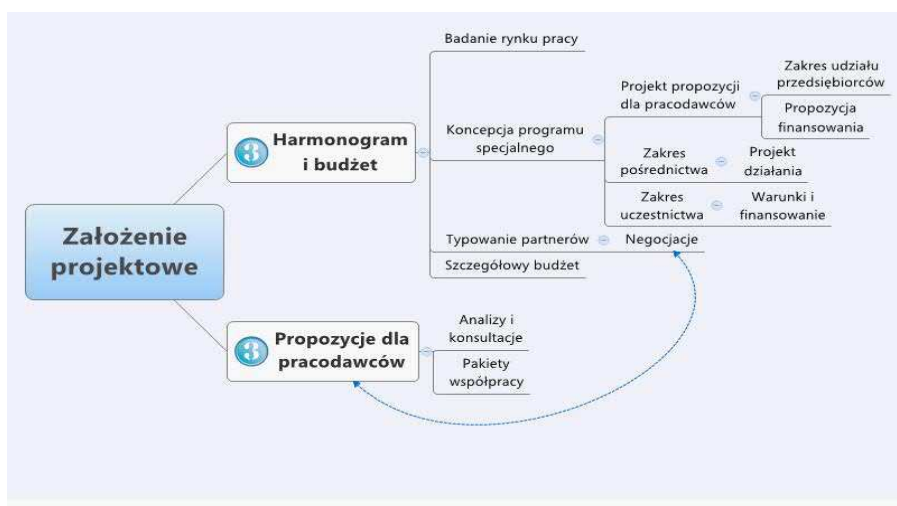 Założenie
projektowe
3
Harmonogram
i budżet
Badanie rynku pracy
Koncepcja programu
specjalnego
Projekt propozycji
dla pracodawców
Zakres udziału
przedsiębiorców
Propozycja
finansowania
Zakres
pośrednictwa
Projekt
działania
Zakres
uczestnictwa
Warunki i
finansowanie
Typowanie partnerów
Negocjacje
Szczegółowy budżet
3
Propozycje dla
pracodawców
Analizy i
konsultacje
Pakiety
współpracy